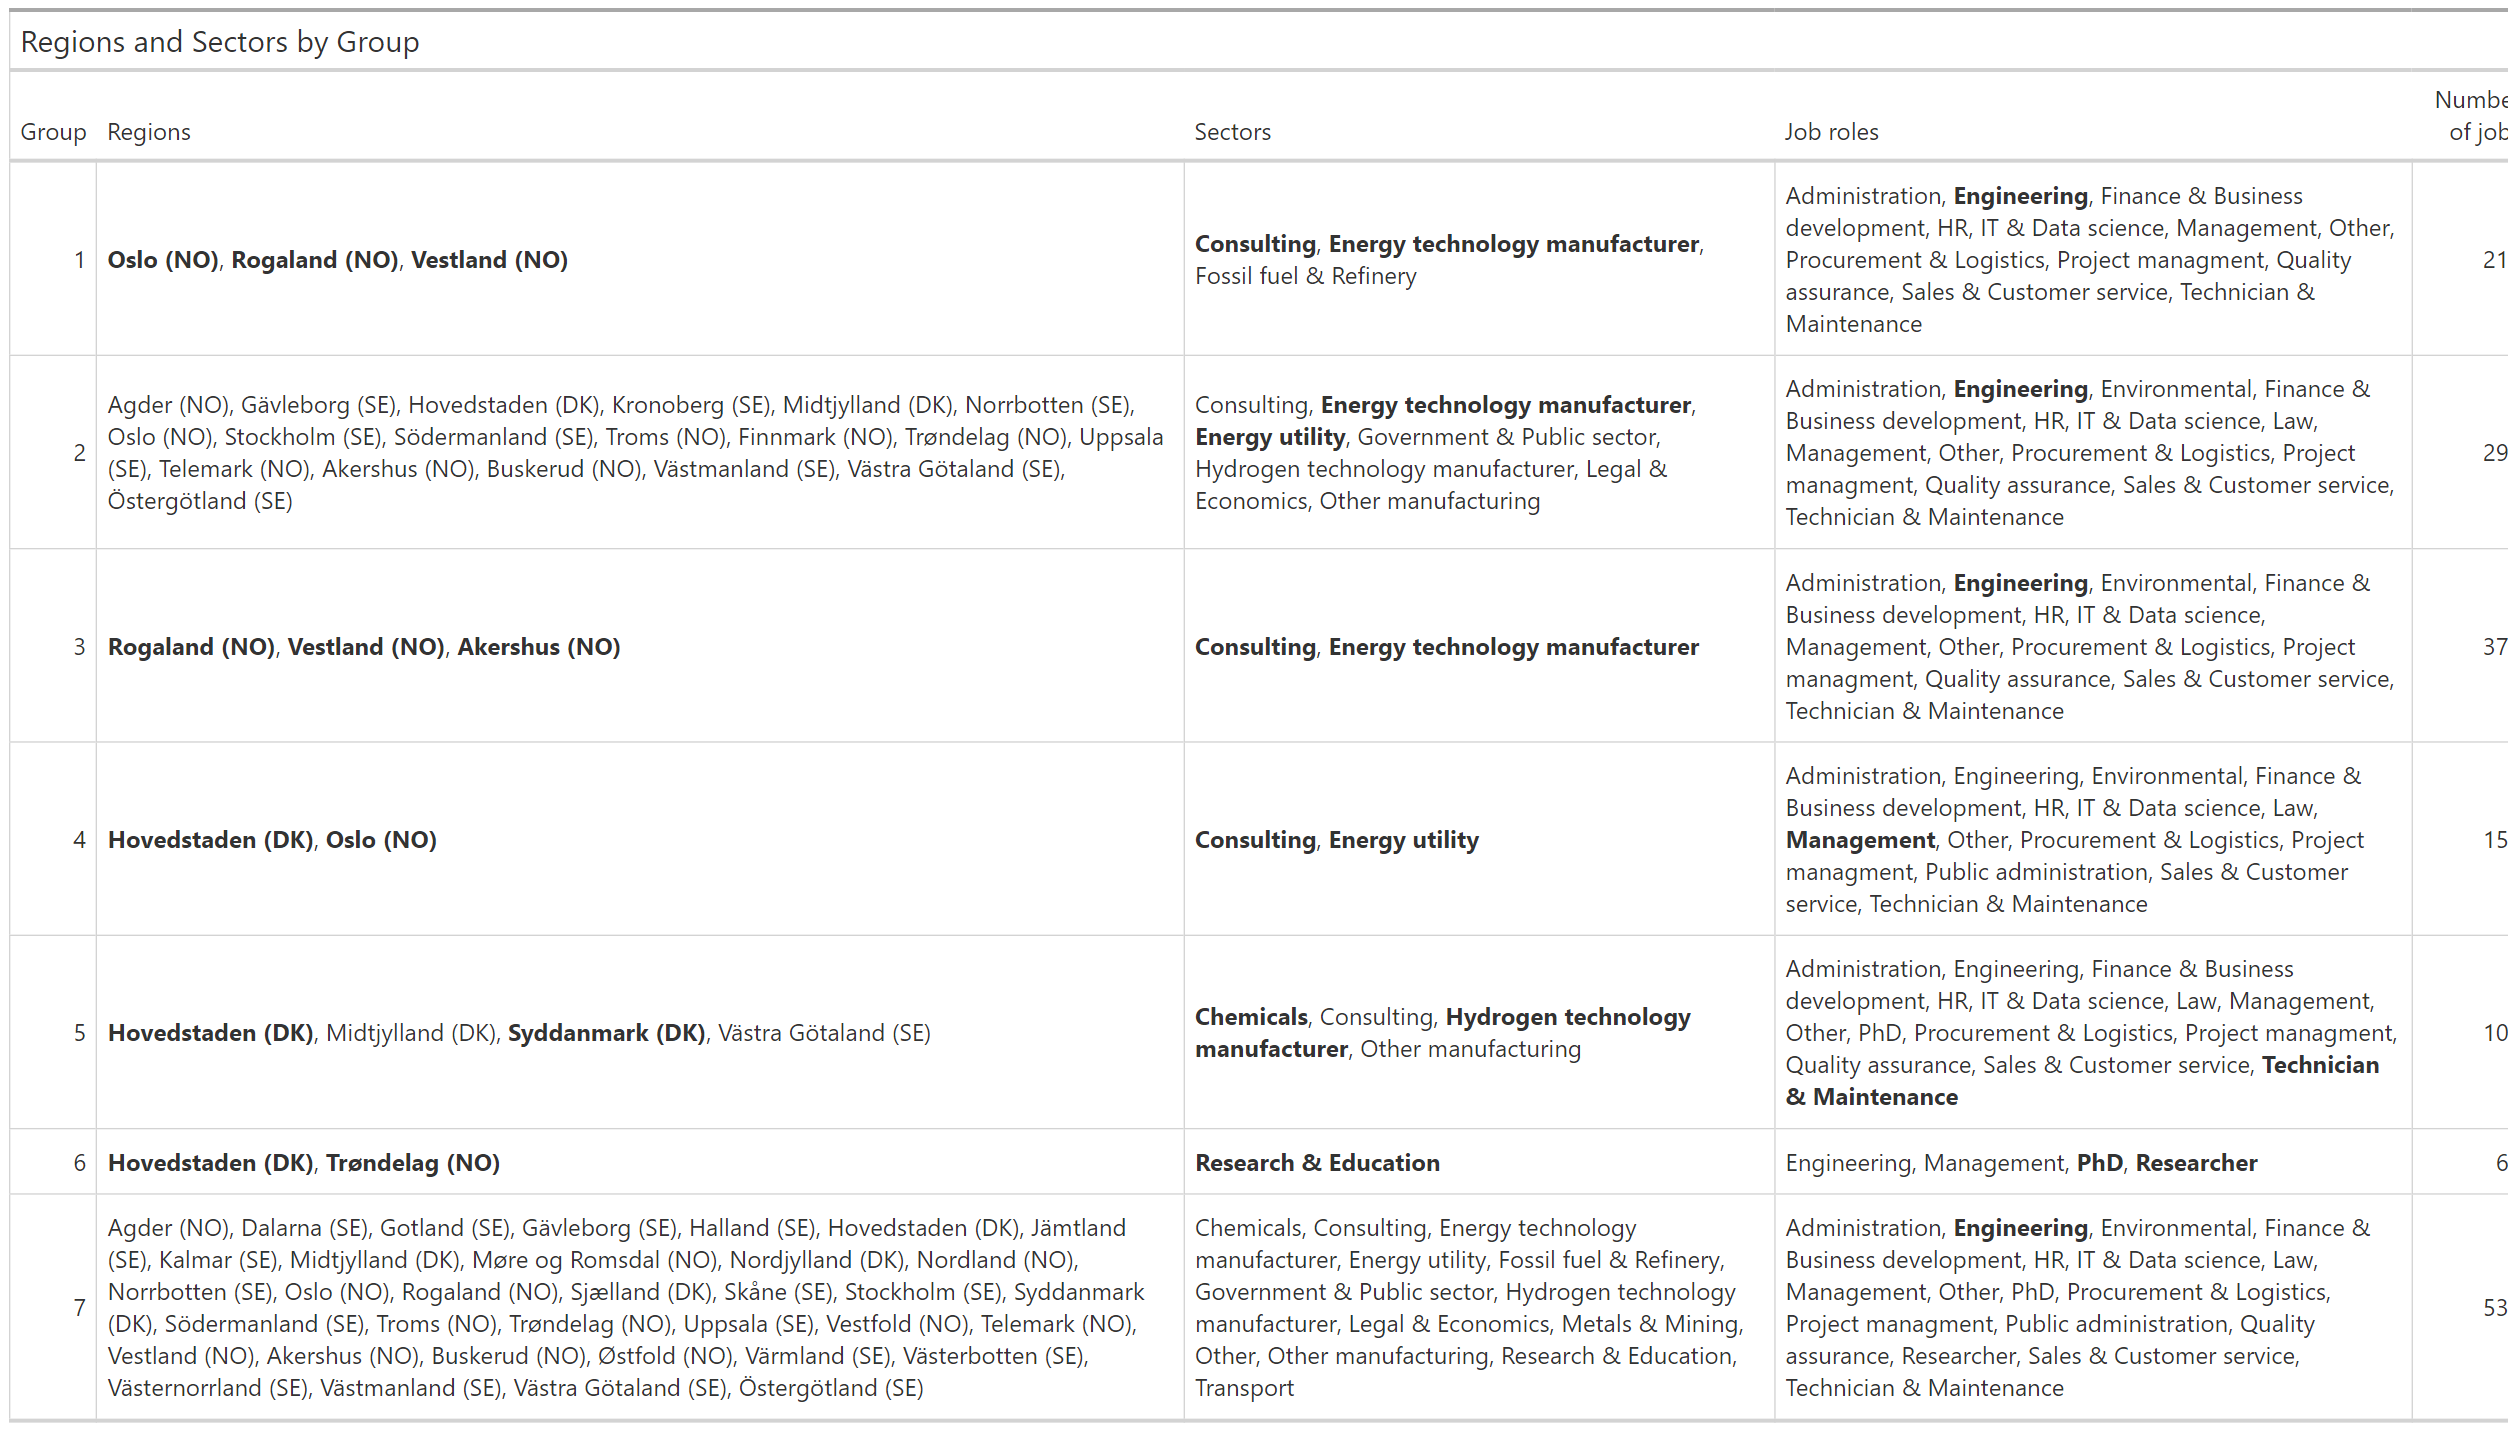 Regions and Sectors by Group
Group Regions Sectors Job roles Numbe
of job
1 Oslo (NO), Rogaland (NO), Vestland (NO)
Consulting, Energy technology manufacturer,
Fossil fuel & Refinery
Administration, Engineering, Finance & Business
development, HR, IT & Data science, Management, Other,
Procurement & Logistics, Project managment, Quality
assurance, Sales & Customer service, Technician &
Maintenance
21
2
Agder (NO), Gävleborg (SE), Hovedstaden (DK), Kronoberg (SE), Midtjylland (DK), Norrbotten (SE),
Oslo (NO), Stockholm (SE), Södermanland (SE), Troms (NO), Finnmark (NO), Trøndelag (NO), Uppsala
(SE), Telemark (NO), Akershus (NO), Buskerud (NO), Västmanland (SE), Västra Götaland (SE),
Östergötland (SE)
Consulting, Energy technology manufacturer,
Energy utility, Government & Public sector,
Hydrogen technology manufacturer, Legal &
Economics, Other manufacturing
Administration, Engineering, Environmental, Finance &
Business development, HR, IT & Data science, Law,
Management, Other, Procurement & Logistics, Project
managment, Quality assurance, Sales & Customer service,
Technician & Maintenance
29
3 Rogaland (NO), Vestland (NO), Akershus (NO)
Consulting, Energy technology manufacturer
Administration, Engineering, Environmental, Finance &
Business development, HR, IT & Data science,
Management, Other, Procurement & Logistics, Project
managment, Quality assurance, Sales & Customer service,
Technician & Maintenance
37
4 Hovedstaden (DK), Oslo (NO)
Consulting, Energy utility
Administration, Engineering, Environmental, Finance &
Business development, HR, IT & Data science, Law,
Management, Other, Procurement & Logistics, Project
managment, Public administration, Sales & Customer
service, Technician & Maintenance
15
5 Hovedstaden (DK), Midtjylland (DK), Syddanmark (DK), Västra Götaland (SE)
Chemicals, Consulting, Hydrogen technology
manufacturer, Other manufacturing
Administration, Engineering, Finance & Business
development, HR, IT & Data science, Law, Management,
Other, PhD, Procurement & Logistics, Project managment,
Quality assurance, Sales & Customer service, Technician
& Maintenance
10
6 Hovedstaden (DK), Trøndelag (NO)
Research & Education
Engineering, Management, PhD, Researcher
6
7
Agder (NO), Dalarna (SE), Gotland (SE), Gävleborg (SE), Halland (SE), Hovedstaden (DK), Jämtland
(SE), Kalmar (SE), Midtjylland (DK), Møre og Romsdal (NO), Nordjylland (DK), Nordland (NO),
Norrbotten (SE), Oslo (NO), Rogaland (NO), Sjælland (DK), Skåne (SE), Stockholm (SE), Syddanmark
(DK), Södermanland (SE), Troms (NO), Trøndelag (NO), Uppsala (SE), Vestfold (NO), Telemark (NO),
Vestland (NO), Akershus (NO), Buskerud (NO), Østfold (NO), Värmland (SE), Västerbotten (SE),
Västernorrland (SE), Västmanland (SE), Västra Götaland (SE), Östergötland (SE)
Chemicals, Consulting, Energy technology
manufacturer, Energy utility, Fossil fuel & Refinery,
Government & Public sector, Hydrogen technology
manufacturer, Legal & Economics, Metals & Mining,
Other, Other manufacturing, Research & Education,
Transport
Administration, Engineering, Environmental, Finance &
Business development, HR, IT & Data science, Law,
Management, Other, PhD, Procurement & Logistics,
Project managment, Public administration, Quality
assurance, Researcher, Sales & Customer service,
Technician & Maintenance
53